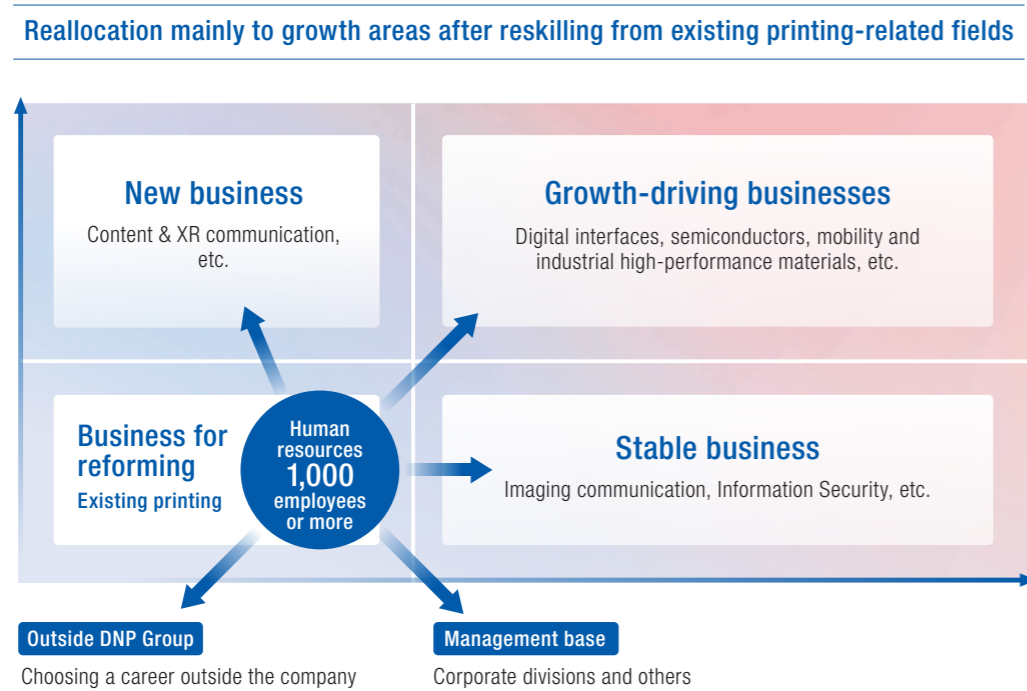 Reallocation mainly to growth areas after reskilling from existing printing-related fields
New business
Content & XR communication,
etc.
Growth-driving businesses
Digital interfaces, semiconductors, mobility and
industrial high-performance materials, etc.
Business for
reforming
Existing printing
Human
resources
1,000
employees
or more
Stable business
Imaging communication, Information Security, etc.
Outside DNP Group
Choosing a career outside the company
Management base
Corporate divisions and others